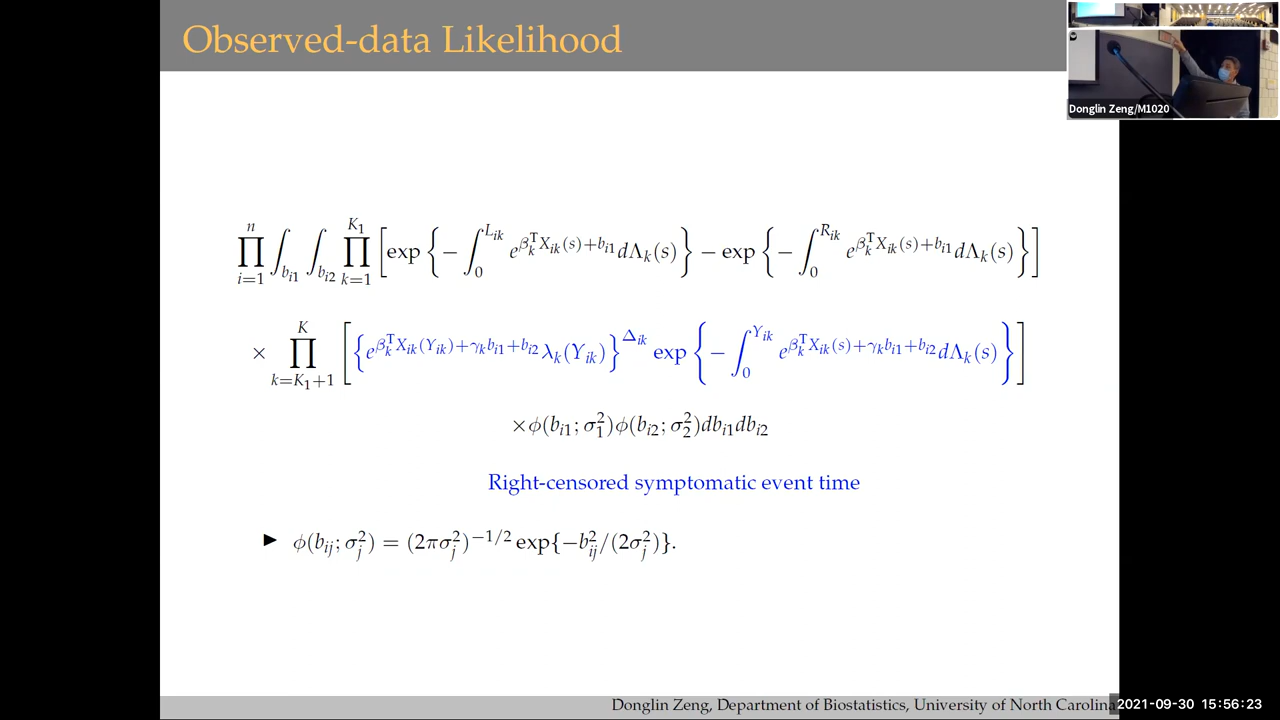 Observed-data Likelihood
Donglin Zeng/M1020
∏_{i=1}^{n} ∫_{b_{i1}} ∫_{b_{i2}} ∏_{k=1}^{K_1} [exp {− ∫_0^{L_{ik}} e^{β_k^T X_{ik}(s)+b_{i1}} dΛ_k(s)} − exp {− ∫_0^{R_{ik}} e^{β_k^T X_{ik}(s)+b_{i1}} dΛ_k(s)}]
× ∏_{k=K_1+1}^{K} [{e^{β_k^T X_{ik}(Y_{ik})+γ_k b_{i1}+b_{i2}} λ_k(Y_{ik})}^{Δ_{ik}} exp {− ∫_0^{Y_{ik}} e^{β_k^T X_{ik}(s)+γ_k b_{i1}+b_{i2}} dΛ_k(s)}]
×ϕ(b_{i1}; σ_1^2)ϕ(b_{i2}; σ_2^2)db_{i1}db_{i2}
Right-censored symptomatic event time
▶ ϕ(b_{ij}; σ_j^2) = (2πσ_j^2)^{−1/2} exp{−b_{ij}^2/(2σ_j^2)}.
Donglin Zeng, Department of Biostatistics, University of North Carolina
2021-09-30 15:56:23